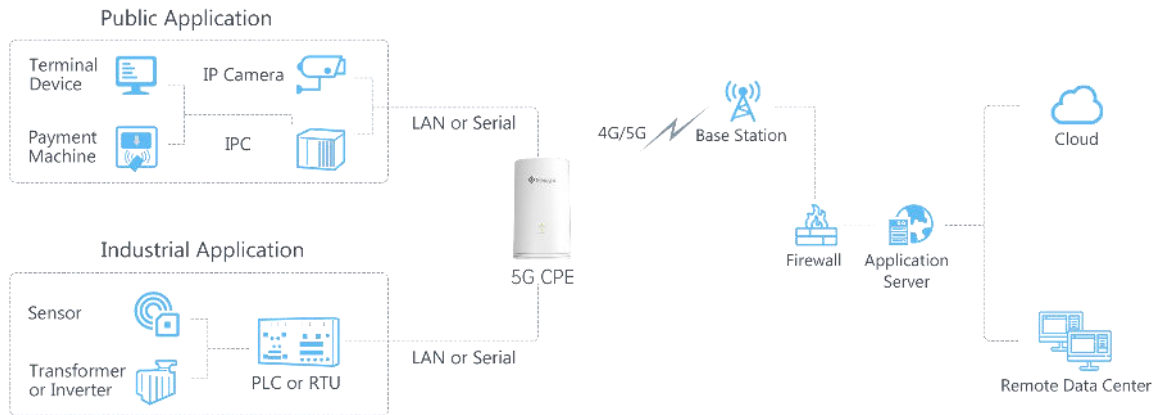 Public Application
Terminal
Device
IP Camera
Payment
Machine
IPC
LAN or Serial
4G/5G
Base Station
Cloud
5G CPE
Firewall
Application
Server
Industrial Application
Sensor
Transformer
or Inverter
PLC or RTU
LAN or Serial
Remote Data Center